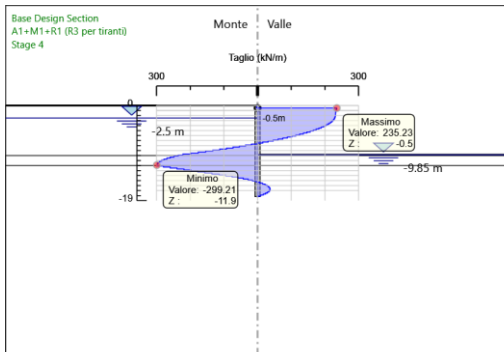 Base Design Section
A1+M1+R1 (R3 per tiranti)
Stage 4
Monte Valle
Taglio (kN/m)
300 300
0
-0.5m
-2.5 m
Massimo
Valore: 235.23
Z : -0.5
-9.85 m
Minimo
Valore: -299.21
Z : -11.9
-19